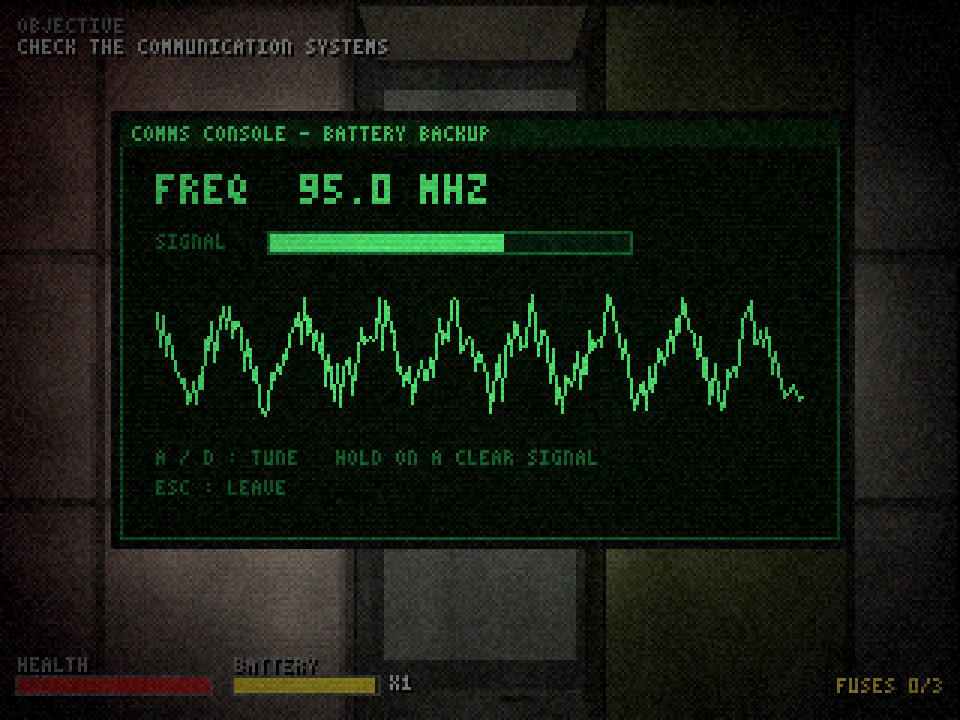 OBJECTIVE
CHECK THE COMMUNICATION SYSTEMS
COMMS CONSOLE - BATTERY BACKUP
FREQ 95.0 MHZ
SIGNAL
A / D : TUNE HOLD ON A CLEAR SIGNAL
ESC : LEAVE
HEALTH
BATTERY
X1
FUSES 0/3